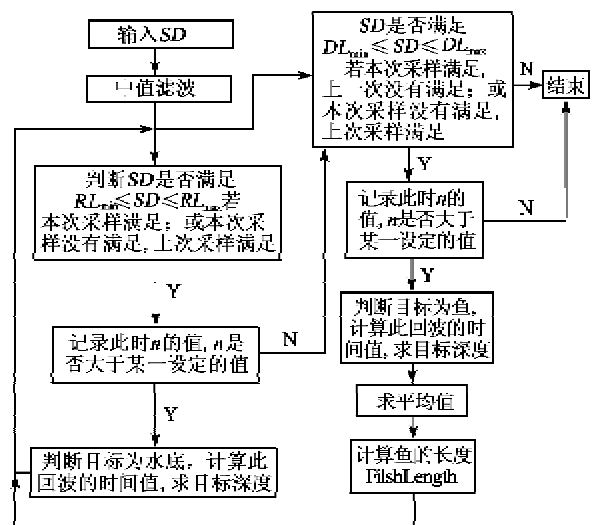 输入SD
中值滤波
判断SD是否满足
RLmin≤SD≤RLmax若
本次采样满足；或本次采
样没有满足,上次采样满足
Y
记录此时n的值,n是
否大于某一设定的值
N
Y
判断目标为水底，计算此
回波的时间值,求目标深度
SD是否满足
DLmin≤SD≤DLmax
若本次采样满足,
上一次没有满足；或
本次采样没有满足,
上次采样满足
N
结束
Y
记录此时n的
值,n是否大于
某一设定的值
N
Y
判断目标为鱼,
计算此回波的时
间值,求目标深度
求平均值
计算鱼的长度
FilshLength